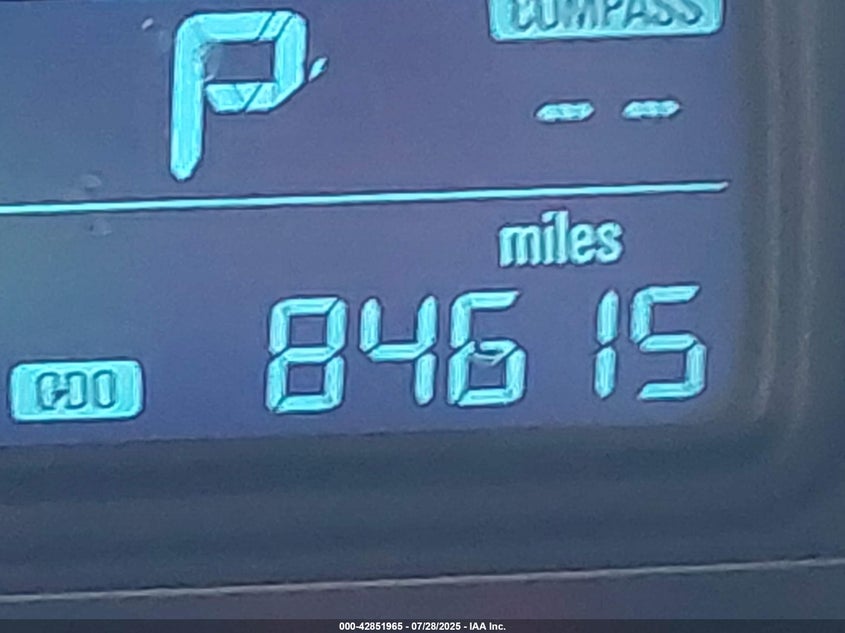 COMPASS
P
--
miles
ODO 84615
000-42851965 - 07/28/2025 - IAA Inc.